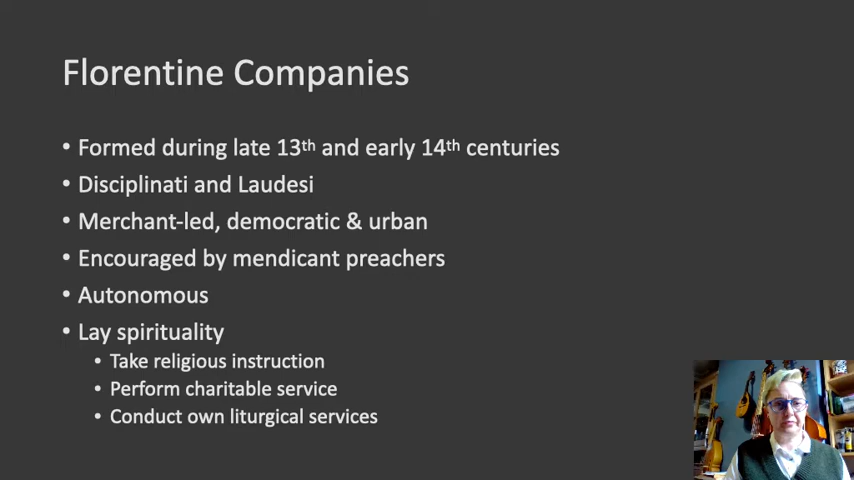 Florentine Companies
• Formed during late 13th and early 14th centuries
• Disciplinati and Laudesi
• Merchant-led, democratic & urban
• Encouraged by mendicant preachers
• Autonomous
• Lay spirituality
• Take religious instruction
• Perform charitable service
• Conduct own liturgical services